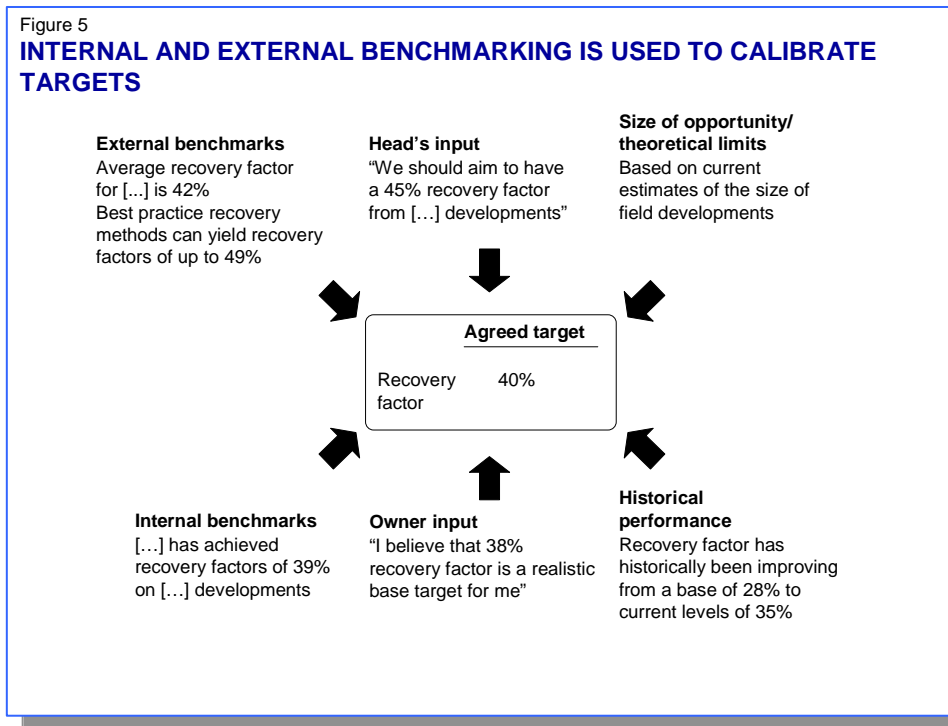 Figure 5
INTERNAL AND EXTERNAL BENCHMARKING IS USED TO CALIBRATE
TARGETS
External benchmarks
Average recovery factor
for [...] is 42%
Best practice recovery
methods can yield recovery
factors of up to 49%
Head’s input
“We should aim to have
a 45% recovery factor
from […] developments”
Size of opportunity/
theoretical limits
Based on current
estimates of the size of
field developments
Agreed target
Recovery 40%
factor
Internal benchmarks
[…] has achieved
recovery factors of 39%
on […] developments
Owner input
“I believe that 38%
recovery factor is a realistic
base target for me”
Historical
performance
Recovery factor has
historically been improving
from a base of 28% to
current levels of 35%